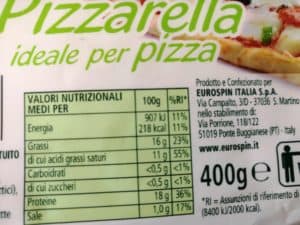 Pizzarella
ideale per pizza
VALORI NUTRIZIONALI MEDI PER 100g %RI*
Energia 907 kJ 11%
218 kcal 11%
Grassi 16 g 23%
di cui acidi grassi saturi 11 g 55%
Carboidrati <0,5 g <1%
di cui zuccheri <0,5 g <1%
Proteine 18 g 36%
Sale 1,0 g 17%
Prodotto e Confezionato per
EUROSPIN ITALIA S.p.A.
Via Campalto, 3/D - 37036 S. Martino
nello stabilimento di:
Via Porrione, 118/122
51019 Ponte Buggianese (PT) - Italy
www.eurospin.it
400g e
*RI = Assunzioni di riferimento di
(8400 kJ/2000 kcal).